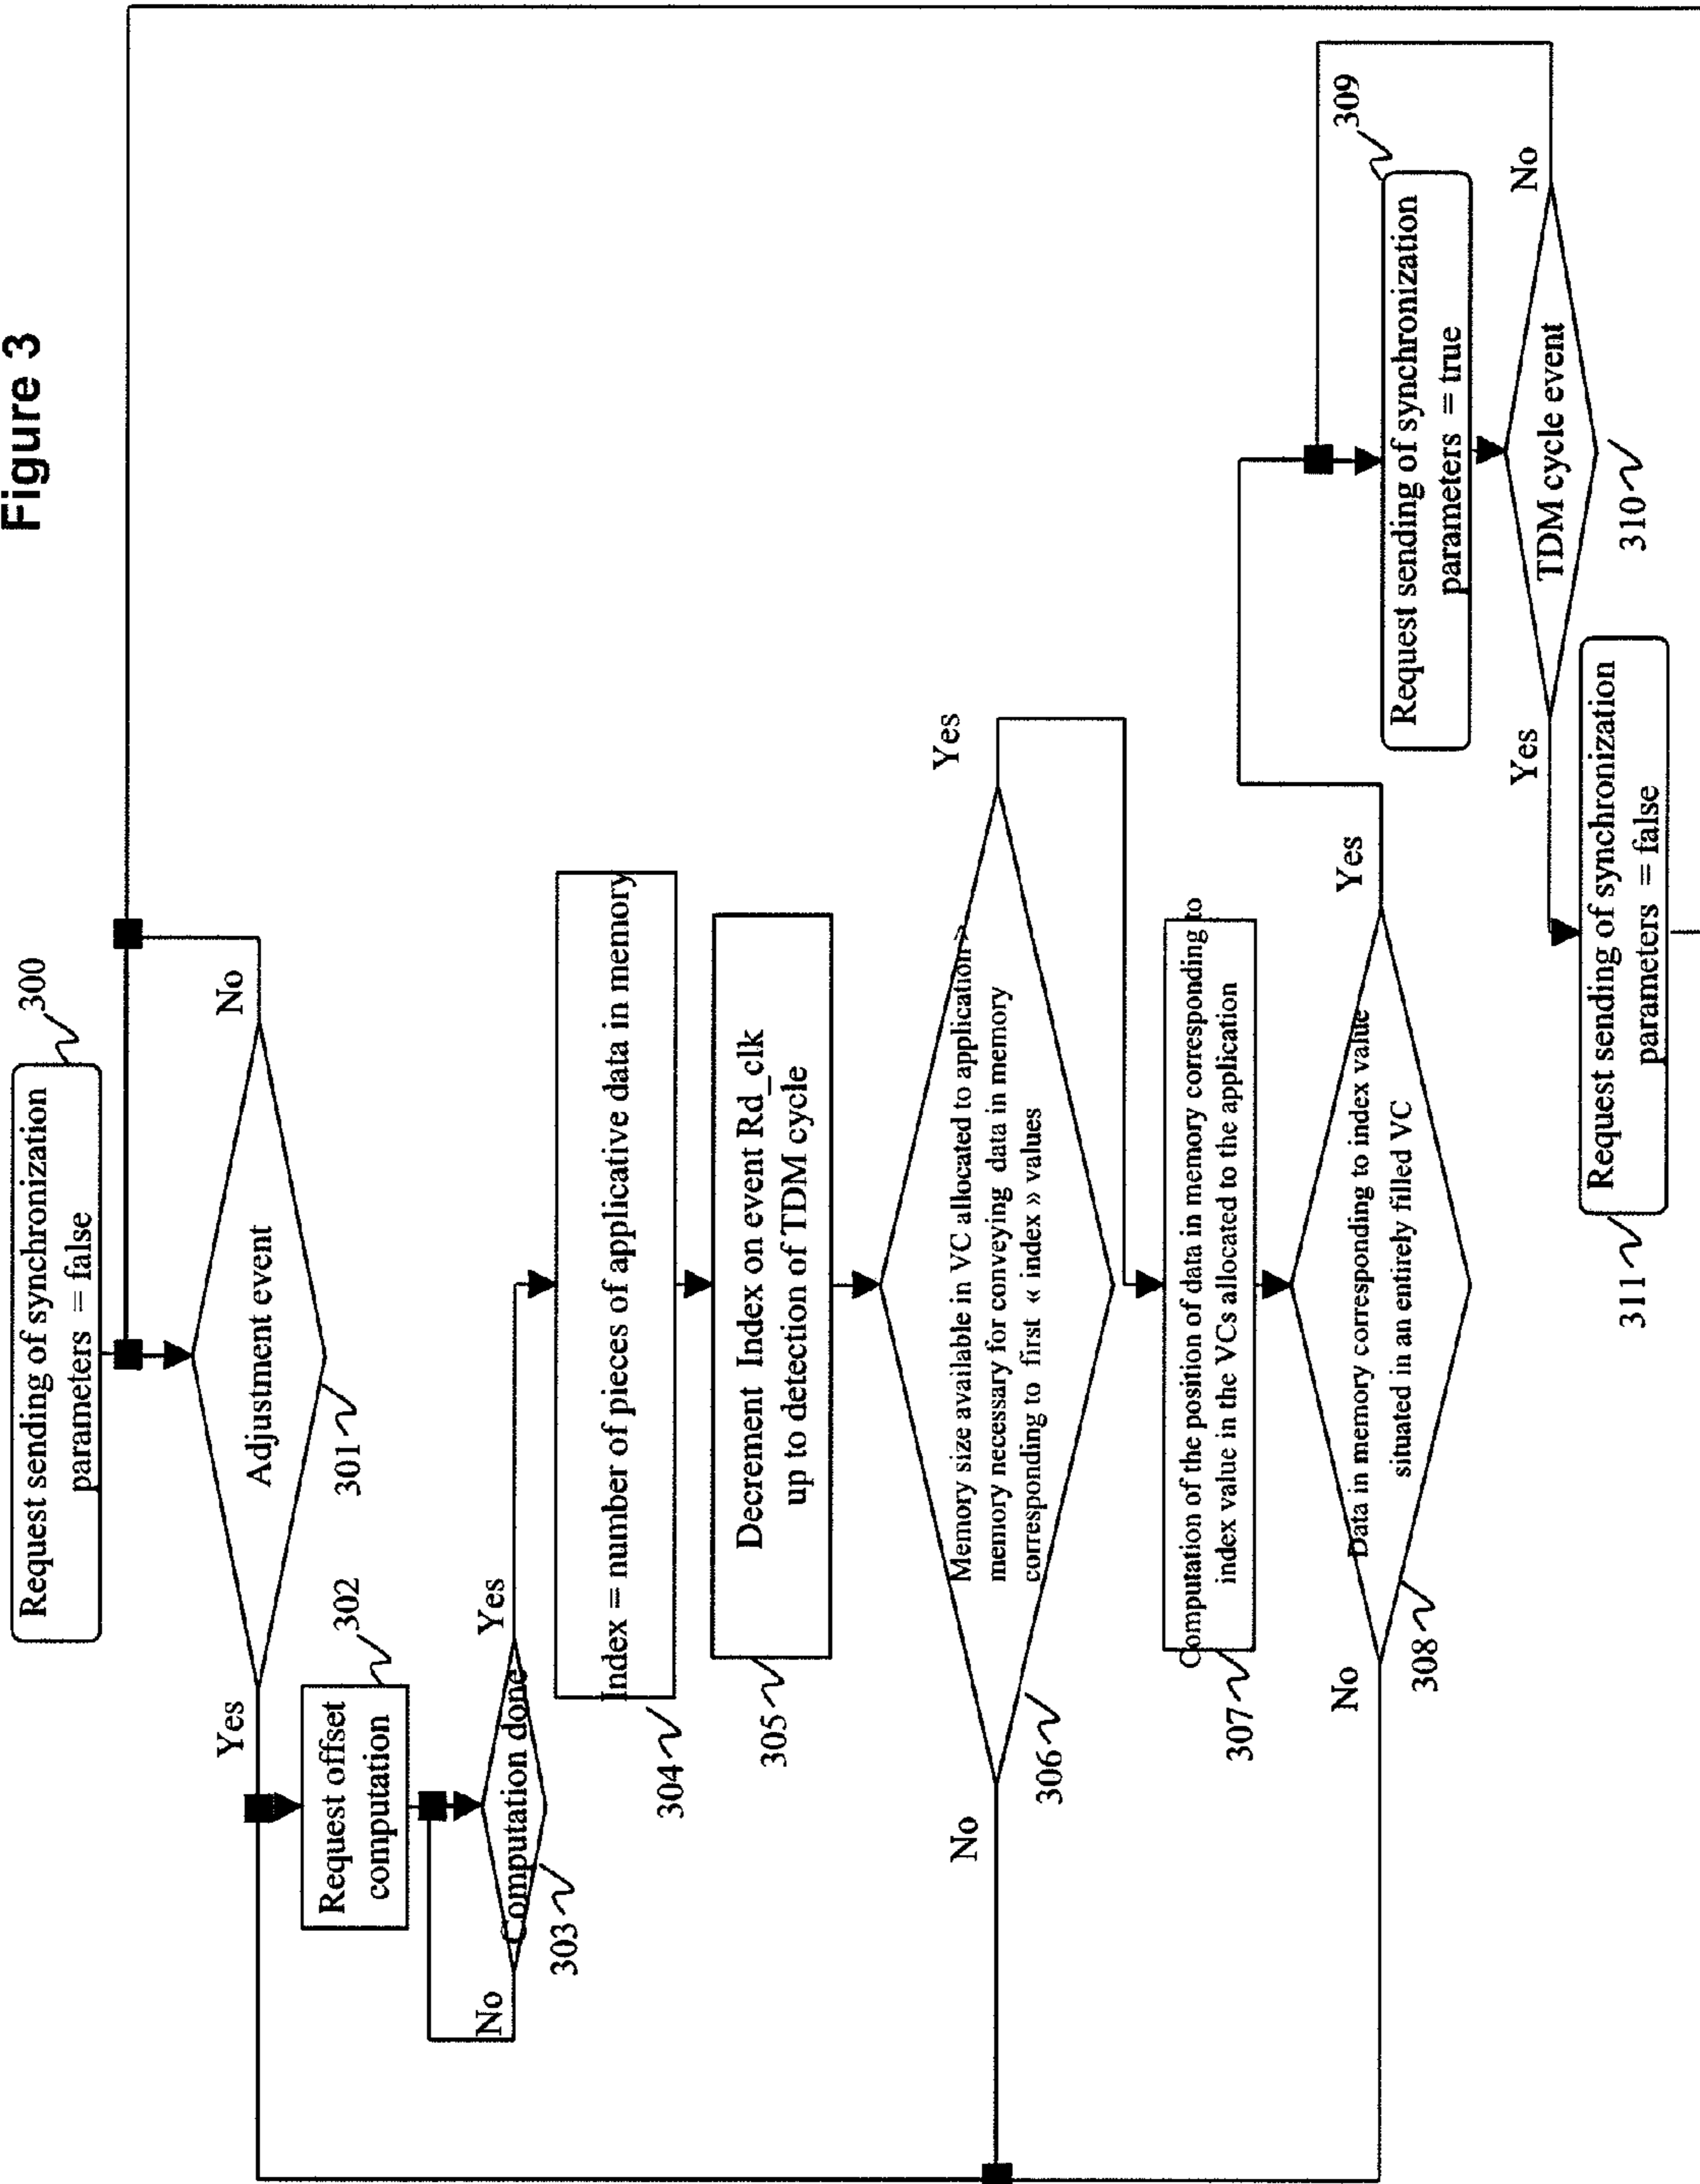 Figure 3
Request sending of synchronization
parameters = false
300
Adjustment event
301
Yes
No
Request offset
computation
302
Computation done
303
No
Yes
Index = number of pieces of applicative data in memory
304
Decrement Index on event Rd_clk
up to detection of TDM cycle
305
Memory size available in VC allocated to application >
memory necessary for conveying data in memory
corresponding to first « index » values
306
No
Yes
Computation of the position of data in memory corresponding to
index value in the VCs allocated to the application
307
Data in memory corresponding to index value
situated in an entirely filled VC
308
No
Yes
Request sending of synchronization
parameters = true
309
TDM cycle event
310
Yes
No
Request sending of synchronization
parameters = false
311